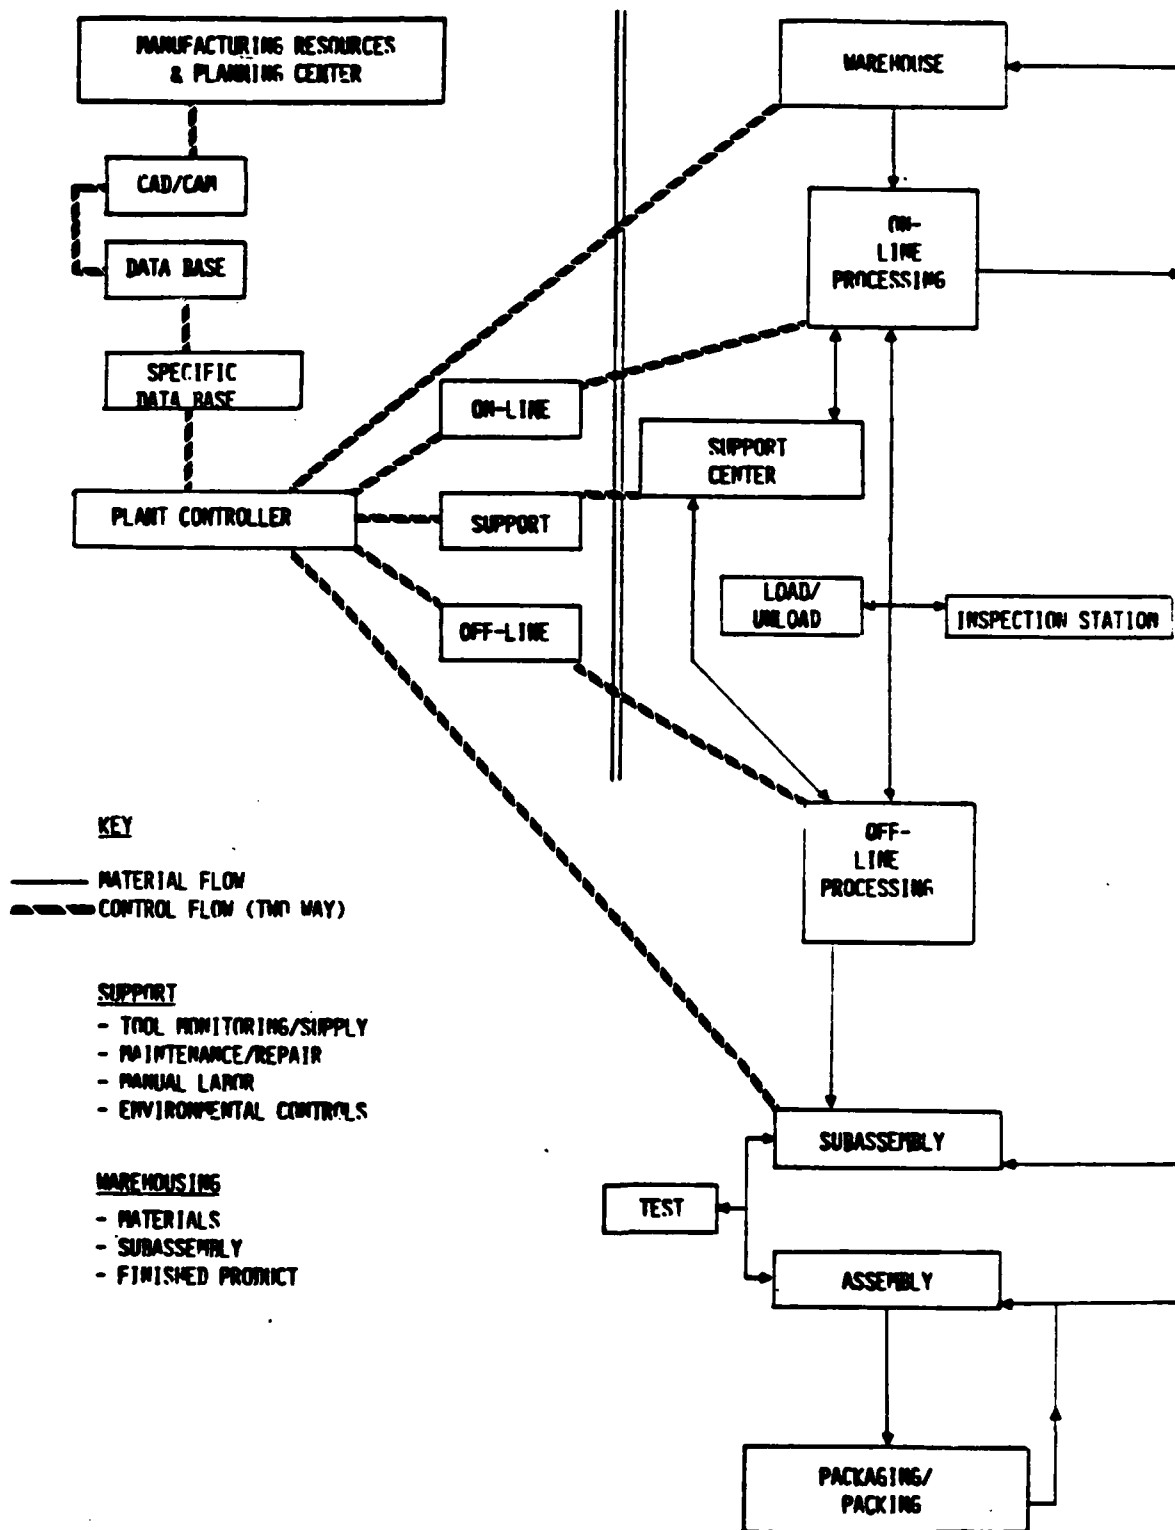 MANUFACTURING RESOURCES
& PLANNING CENTER
CAD/CAM
DATA BASE
SPECIFIC
DATA BASE
PLANT CONTROLLER
ON-LINE
SUPPORT
OFF-LINE
WAREHOUSE
ON-
LINE
PROCESSING
SUPPORT
CENTER
LOAD/
UNLOAD
INSPECTION STATION
OFF-
LINE
PROCESSING
SUBASSEMBLY
TEST
ASSEMBLY
PACKAGING/
PACKING
KEY
MATERIAL FLOW
CONTROL FLOW (TWO WAY)
SUPPORT
- TOOL MONITORING/SUPPLY
- MAINTENANCE/REPAIR
- MANUAL LABOR
- ENVIRONMENTAL CONTROLS
WAREHOUSING
- MATERIALS
- SUBASSEMBLY
- FINISHED PRODUCT